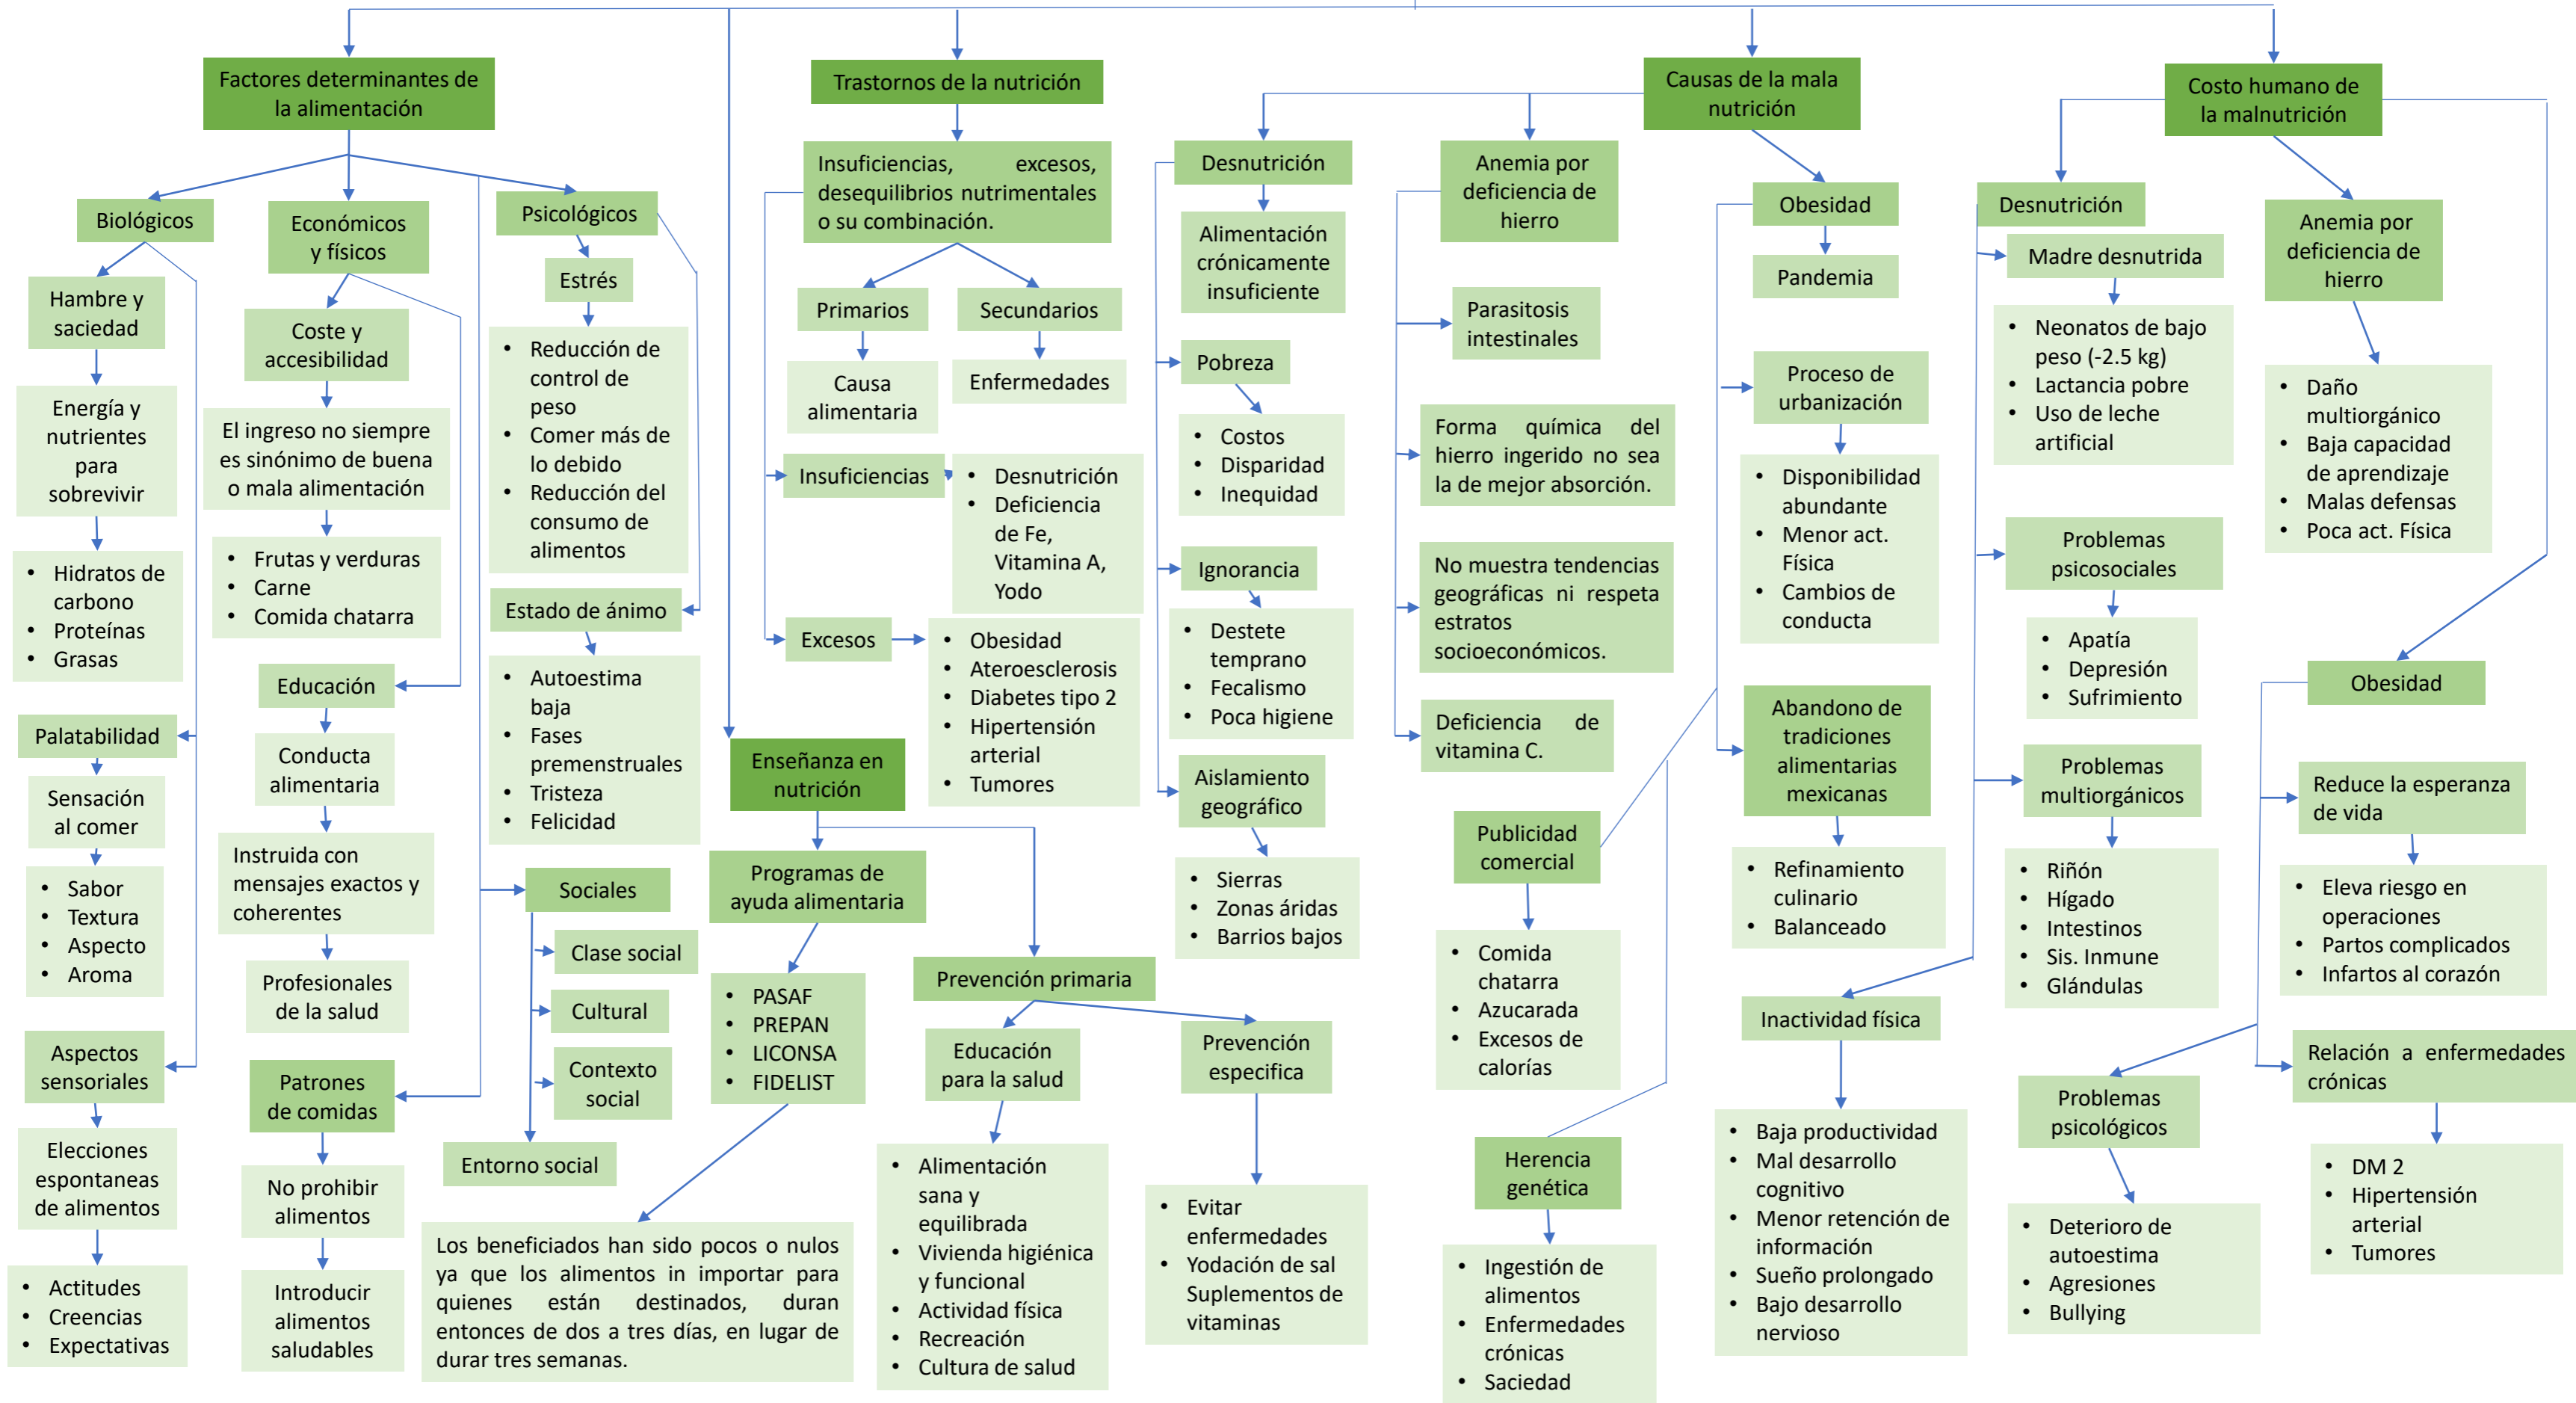 Factores determinantes de
la alimentación
Biológicos
Hambre y
saciedad
Energía y
nutrientes
para
sobrevivir
• Hidratos de
carbono
• Proteínas
• Grasas
Palatabilidad
Sensación
al comer
• Sabor
• Textura
• Aspecto
• Aroma
Aspectos
sensoriales
Elecciones
espontaneas
de alimentos
• Actitudes
• Creencias
• Expectativas
Económicos
y físicos
Coste y
accesibilidad
El ingreso no siempre
es sinónimo de buena
o mala alimentación
• Frutas y verduras
• Carne
• Comida chatarra
Educación
Conducta
alimentaria
Instruida con
mensajes exactos y
coherentes
Profesionales
de la salud
Patrones
de comidas
No prohibir
alimentos
Introducir
alimentos
saludables
Psicológicos
Estrés
• Reducción de
control de
peso
• Comer más de
lo debido
• Reducción del
consumo de
alimentos
Estado de ánimo
• Autoestima
baja
• Fases
premenstruales
• Tristeza
• Felicidad
Sociales
Clase social
Cultural
Contexto
social
Entorno social
Enseñanza en
nutrición
Programas de
ayuda alimentaria
• PASAF
• PREPAN
• LICONSA
• FIDELIST
Los beneficiados han sido pocos o nulos
ya que los alimentos in importar para
quienes están destinados, duran
entonces de dos a tres días, en lugar de
durar tres semanas.
Prevención primaria
Educación
para la salud
• Alimentación
sana y
equilibrada
• Vivienda higiénica
y funcional
• Actividad física
• Recreación
• Cultura de salud
Prevención
especifica
• Evitar
enfermedades
• Yodación de sal
Suplementos de
vitaminas
Trastornos de la nutrición
Insuficiencias, excesos,
desequilibrios nutrimentales
o su combinación.
Primarios
Causa
alimentaria
Secundarios
Enfermedades
Insuficiencias
• Desnutrición
• Deficiencia
de Fe,
Vitamina A,
Yodo
Excesos
• Obesidad
• Ateroesclerosis
• Diabetes tipo 2
• Hipertensión
arterial
• Tumores
Causas de la mala
nutrición
Desnutrición
Alimentación
crónicamente
insuficiente
Pobreza
• Costos
• Disparidad
• Inequidad
Ignorancia
• Destete
temprano
• Fecalismo
• Poca higiene
Aislamiento
geográfico
• Sierras
• Zonas áridas
• Barrios bajos
Anemia por
deficiencia de
hierro
Parasitosis
intestinales
Forma química del
hierro ingerido no sea
la de mejor absorción.
No muestra tendencias
geográficas ni respeta
estratos
socioeconómicos.
Deficiencia de
vitamina C.
Obesidad
Pandemia
Proceso de
urbanización
• Disponibilidad
abundante
• Menor act.
Física
• Cambios de
conducta
Abandono de
tradiciones
alimentarias
mexicanas
• Refinamiento
culinario
• Balanceado
Publicidad
comercial
• Comida
chatarra
• Azucarada
• Excesos de
calorías
Herencia
genética
• Ingestión de
alimentos
• Enfermedades
crónicas
• Saciedad
Costo humano de
la malnutrición
Desnutrición
Madre desnutrida
• Neonatos de bajo
peso (-2.5 kg)
• Lactancia pobre
• Uso de leche
artificial
Problemas
psicosociales
• Apatía
• Depresión
• Sufrimiento
Problemas
multiorgánicos
• Riñón
• Hígado
• Intestinos
• Sis. Inmune
• Glándulas
Inactividad física
• Baja productividad
• Mal desarrollo
cognitivo
• Menor retención de
información
• Sueño prolongado
• Bajo desarrollo
nervioso
Anemia por
deficiencia de
hierro
• Daño
multiorgánico
• Baja capacidad
de aprendizaje
• Malas defensas
• Poca act. Física
Obesidad
Reduce la esperanza
de vida
• Eleva riesgo en
operaciones
• Partos complicados
• Infartos al corazón
Relación a enfermedades
crónicas
• DM 2
• Hipertensión
arterial
• Tumores
Problemas
psicológicos
• Deterioro de
autoestima
• Agresiones
• Bullying